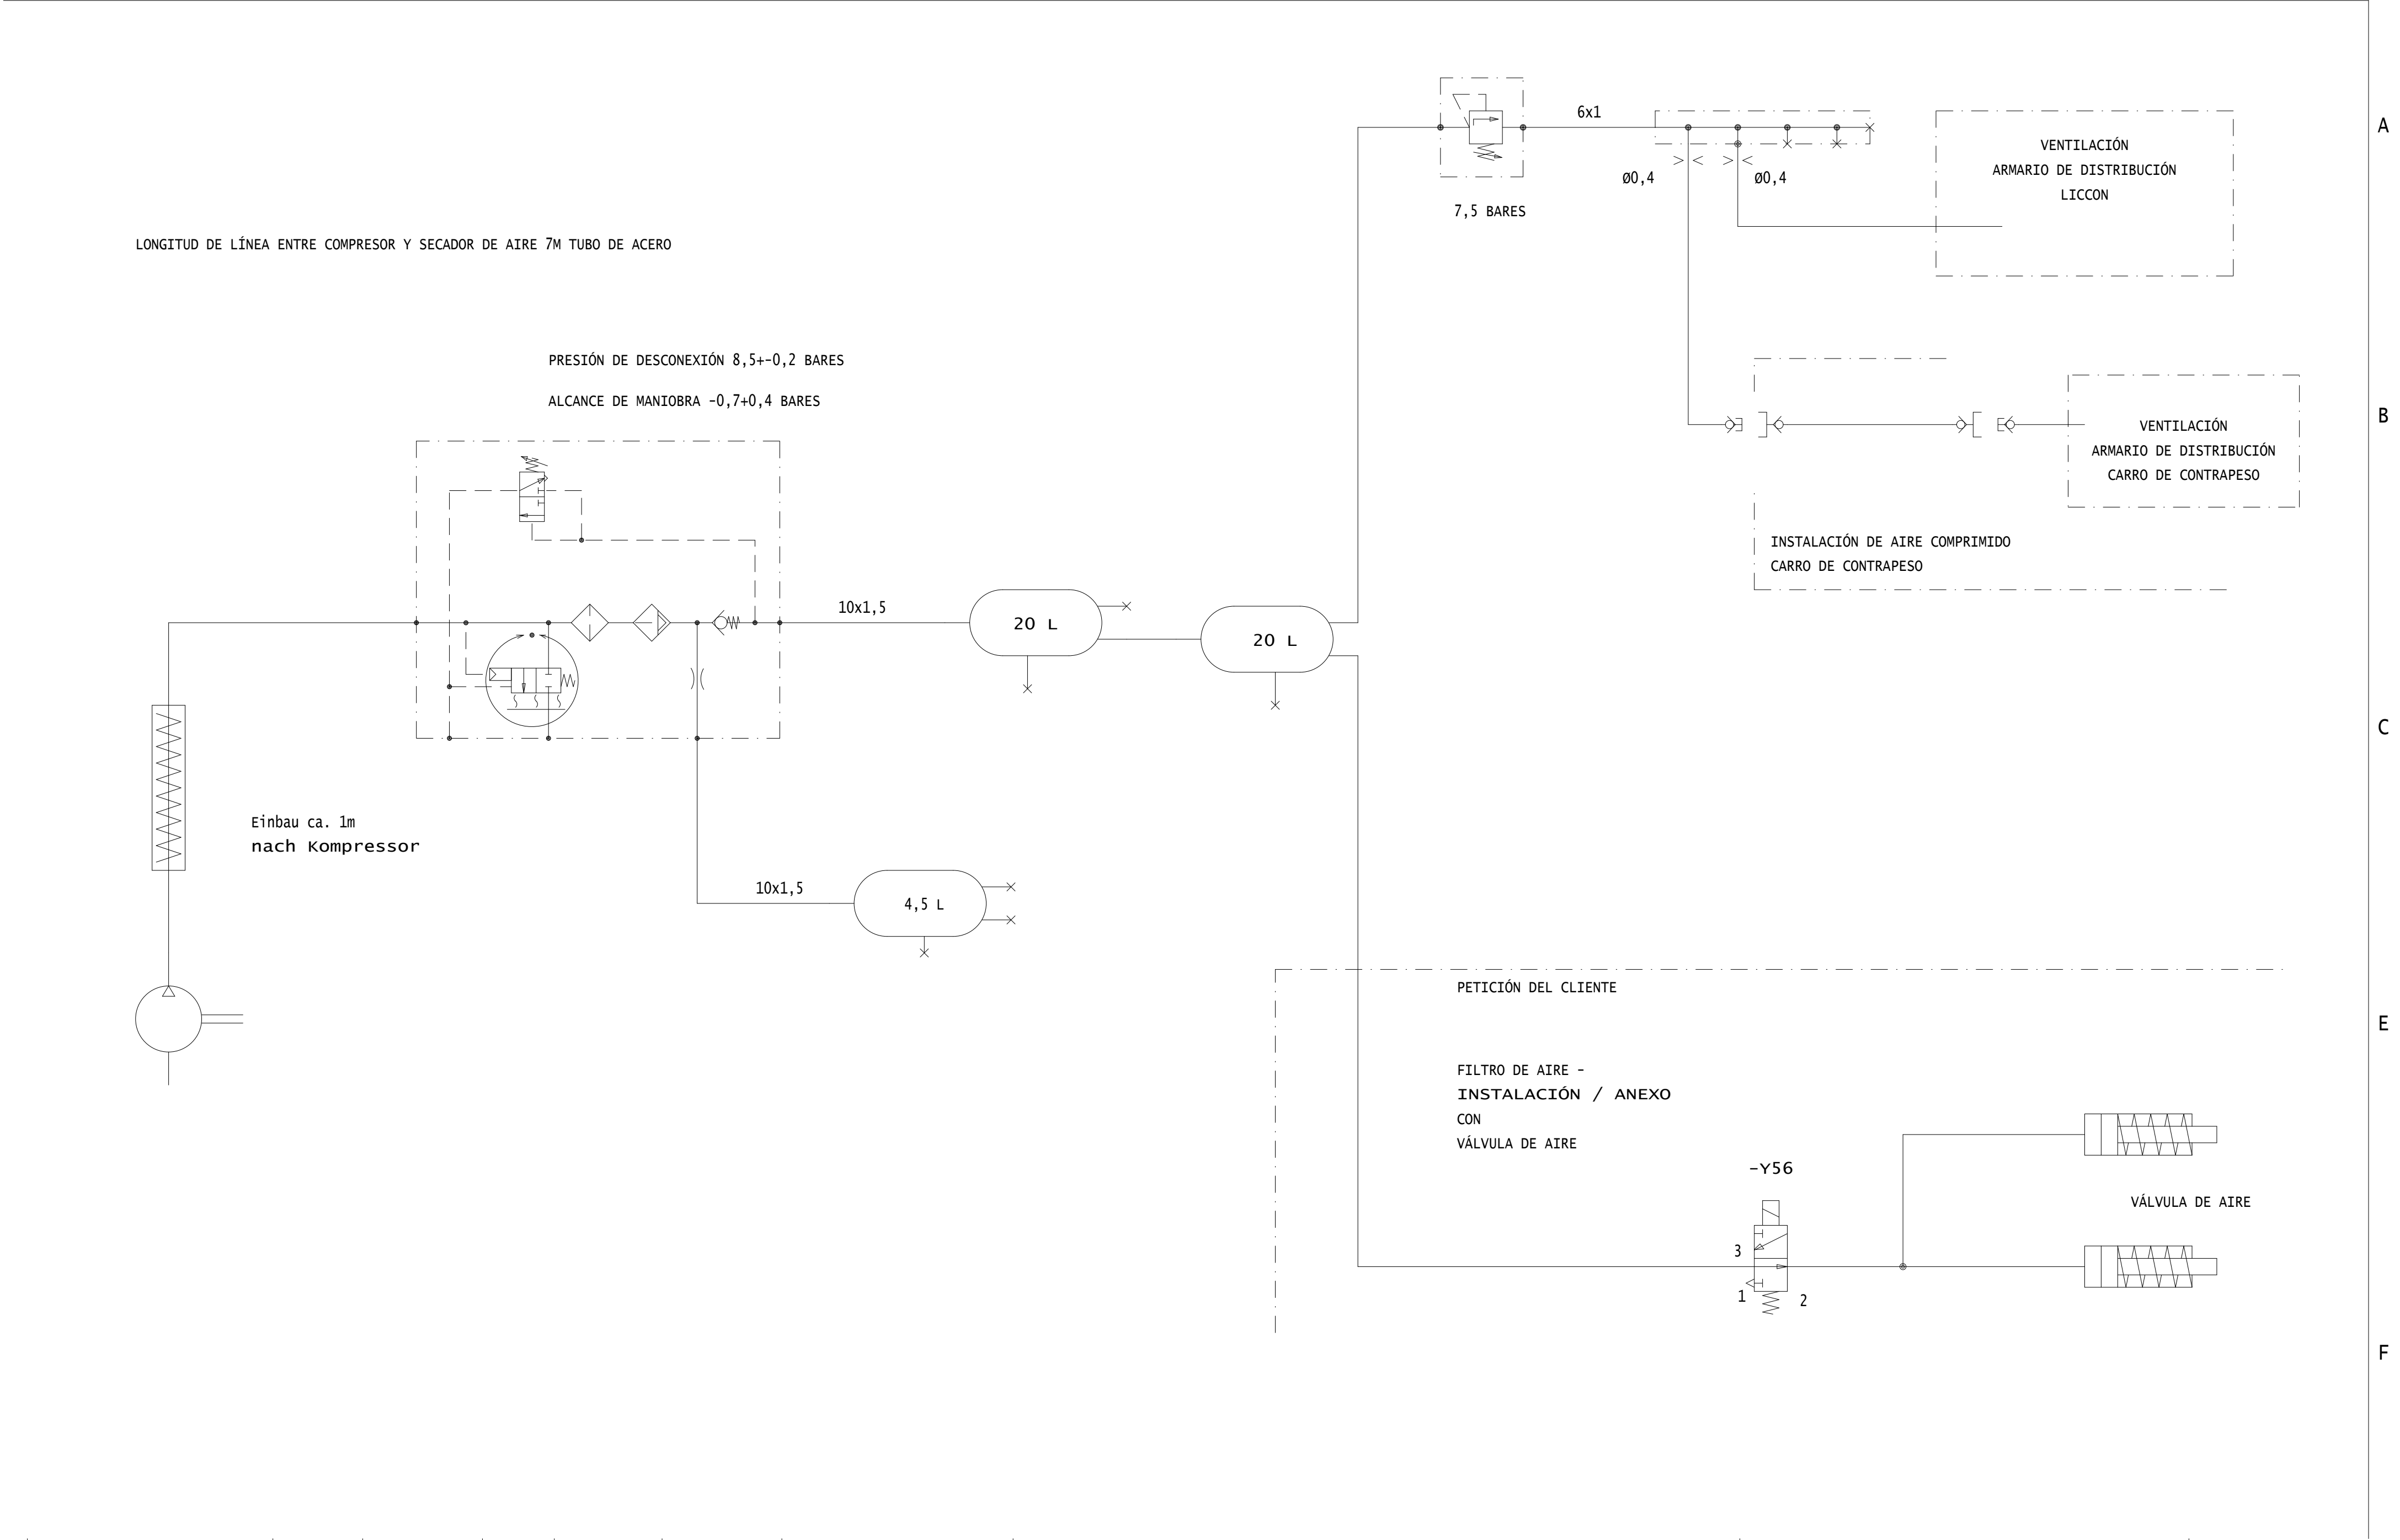 A
6x1
VENTILACIÓN
ARMARIO DE DISTRIBUCIÓN
LICCON
ø0,4
ø0,4
7,5 BARES
LONGITUD DE LÍNEA ENTRE COMPRESOR Y SECADOR DE AIRE 7M TUBO DE ACERO
PRESIÓN DE DESCONEXIÓN 8,5+-0,2 BARES
ALCANCE DE MANIOBRA -0,7+0,4 BARES
B
VENTILACIÓN
ARMARIO DE DISTRIBUCIÓN
CARRO DE CONTRAPESO
INSTALACIÓN DE AIRE COMPRIMIDO
CARRO DE CONTRAPESO
10x1,5
20 L
20 L
C
Einbau ca. 1m
nach Kompressor
10x1,5
4,5 L
PETICIÓN DEL CLIENTE
E
FILTRO DE AIRE -
INSTALACIÓN / ANEXO
CON
VÁLVULA DE AIRE
-Y56
VÁLVULA DE AIRE
3
1
2
F